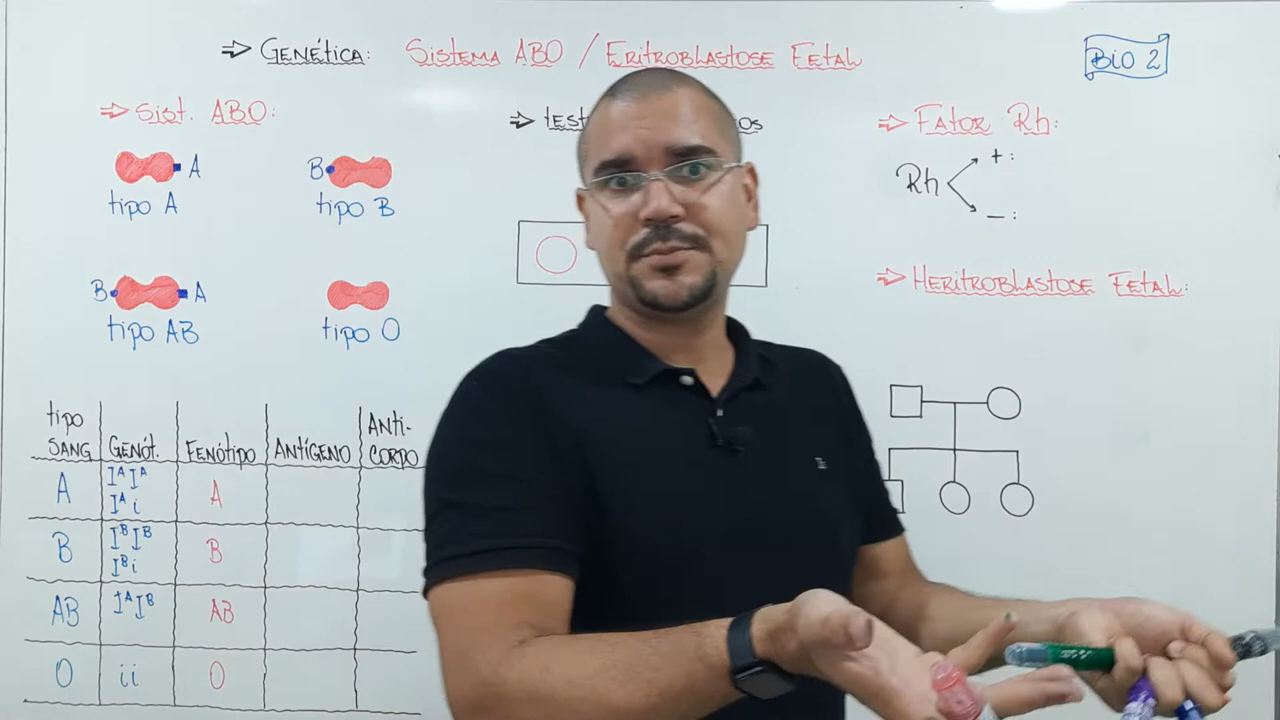 ⇒ GENÉTICA: SISTEMA ABO / ERITROBLASTOSE FETAL
BIO 2
⇒ SIST. ABO:
A
tipo A
B
tipo B
B A
tipo AB
tipo O
⇒ FATOR Rh:
Rh
+ :
− :
⇒ HERITROBLASTOSE FETAL:
tipo SANG GENÓT. FENÓTIPO ANTÍGENO ANTI-CORPO
A IᴬIᴬ Iᴬi A
B IᴮIᴮ Iᴮi B
AB IᴬIᴮ AB
O ii O